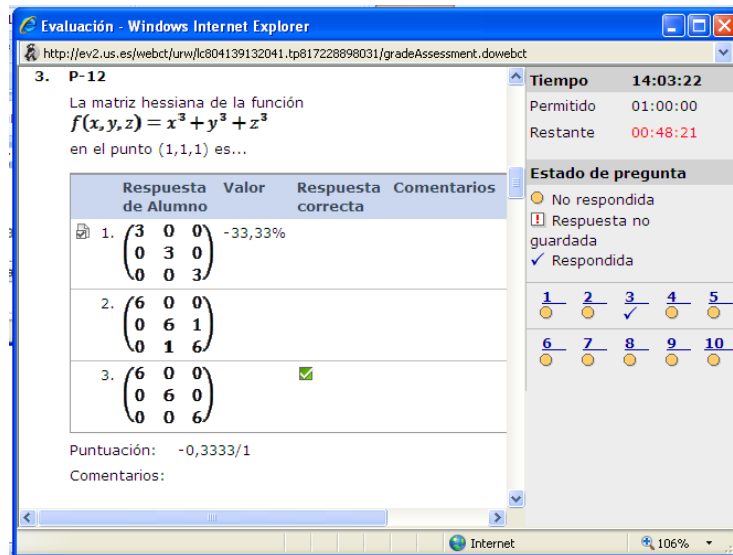 Evaluación - Windows Internet Explorer
http://ev2.us.es/webct/urw/lc804139132041.tp817228898031/gradeAssessment.dowebct
3. P-12
La matriz hessiana de la función
f(x,y,z) = x³ + y³ + z³
en el punto (1,1,1) es...
Respuesta de Alumno Valor Respuesta correcta Comentarios
1. (3 0 0 -33,33%
0 3 0
0 0 3)
2. (6 0 0
0 6 1
0 1 6)
3. (6 0 0
0 6 0
0 0 6)
Puntuación: -0,3333/1
Comentarios:
Tiempo 14:03:22
Permitido 01:00:00
Restante 00:48:21
Estado de pregunta
No respondida
Respuesta no
guardada
Respondida
1 2 3 4 5
6 7 8 9 10
Internet 106%